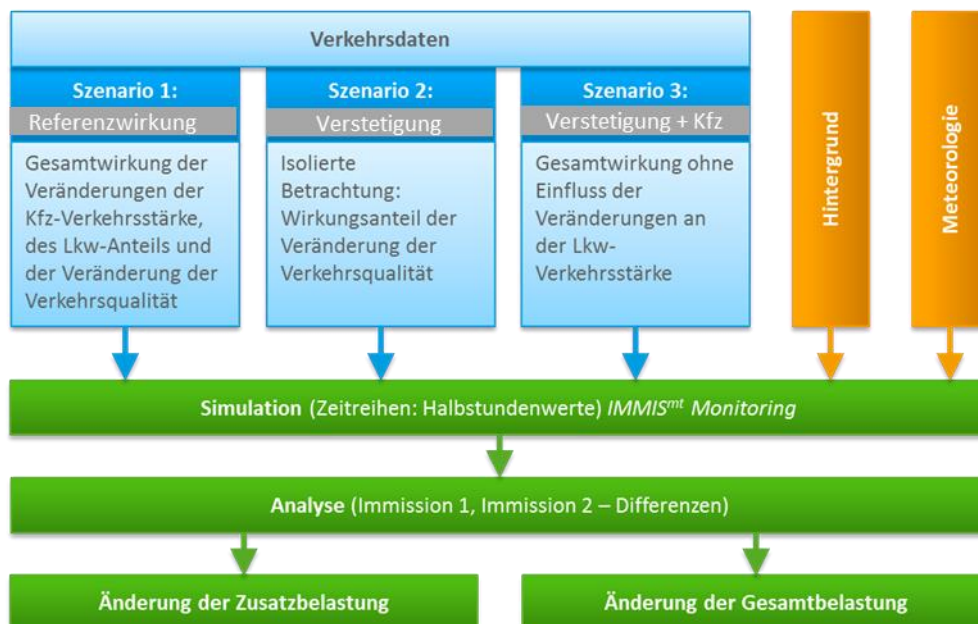 Verkehrsdaten
Szenario 1:
Referenzwirkung
Gesamtwirkung der
Veränderungen der
Kfz-Verkehrsstärke,
des Lkw-Anteils und
der Veränderung der
Verkehrsqualität
Szenario 2:
Verstetigung
Isolierte
Betrachtung:
Wirkungsanteil der
Veränderung der
Verkehrsqualität
Szenario 3:
Verstetigung + Kfz
Gesamtwirkung ohne
Einfluss der
Veränderungen an
der Lkw-
Verkehrsstärke
Hintergrund
Meteorologie
Simulation (Zeitreihen: Halbstundenwerte) IMMISmt Monitoring
Analyse (Immission 1, Immission 2 – Differenzen)
Änderung der Zusatzbelastung
Änderung der Gesamtbelastung